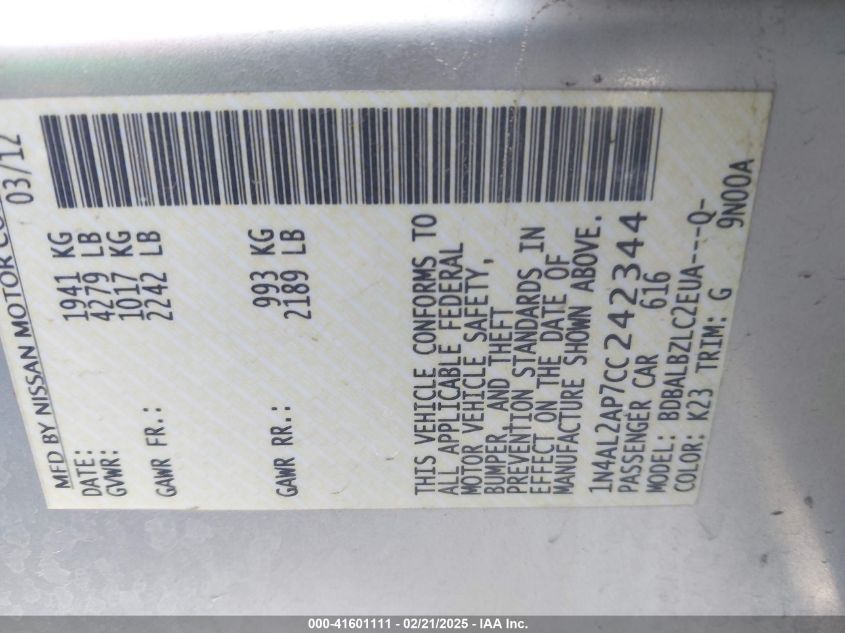 MFD BY NISSAN MOTOR CO
DATE: 03/12
GVWR: 1941 KG
4279 LB
GAWR FR.: 1017 KG
2242 LB
GAWR RR.: 993 KG
2189 LB
THIS VEHICLE CONFORMS TO
ALL APPLICABLE FEDERAL
MOTOR VEHICLE SAFETY,
BUMPER, AND THEFT
PREVENTION STANDARDS IN
EFFECT ON THE DATE OF
MANUFACTURE SHOWN ABOVE.
1N4AL2AP7CC242344
PASSENGER CAR 616
MODEL: BDBALBZLC2EUA---Q-
COLOR: K23 TRIM: G 9N00A
000-41601111 - 02/21/2025 - IAA Inc.